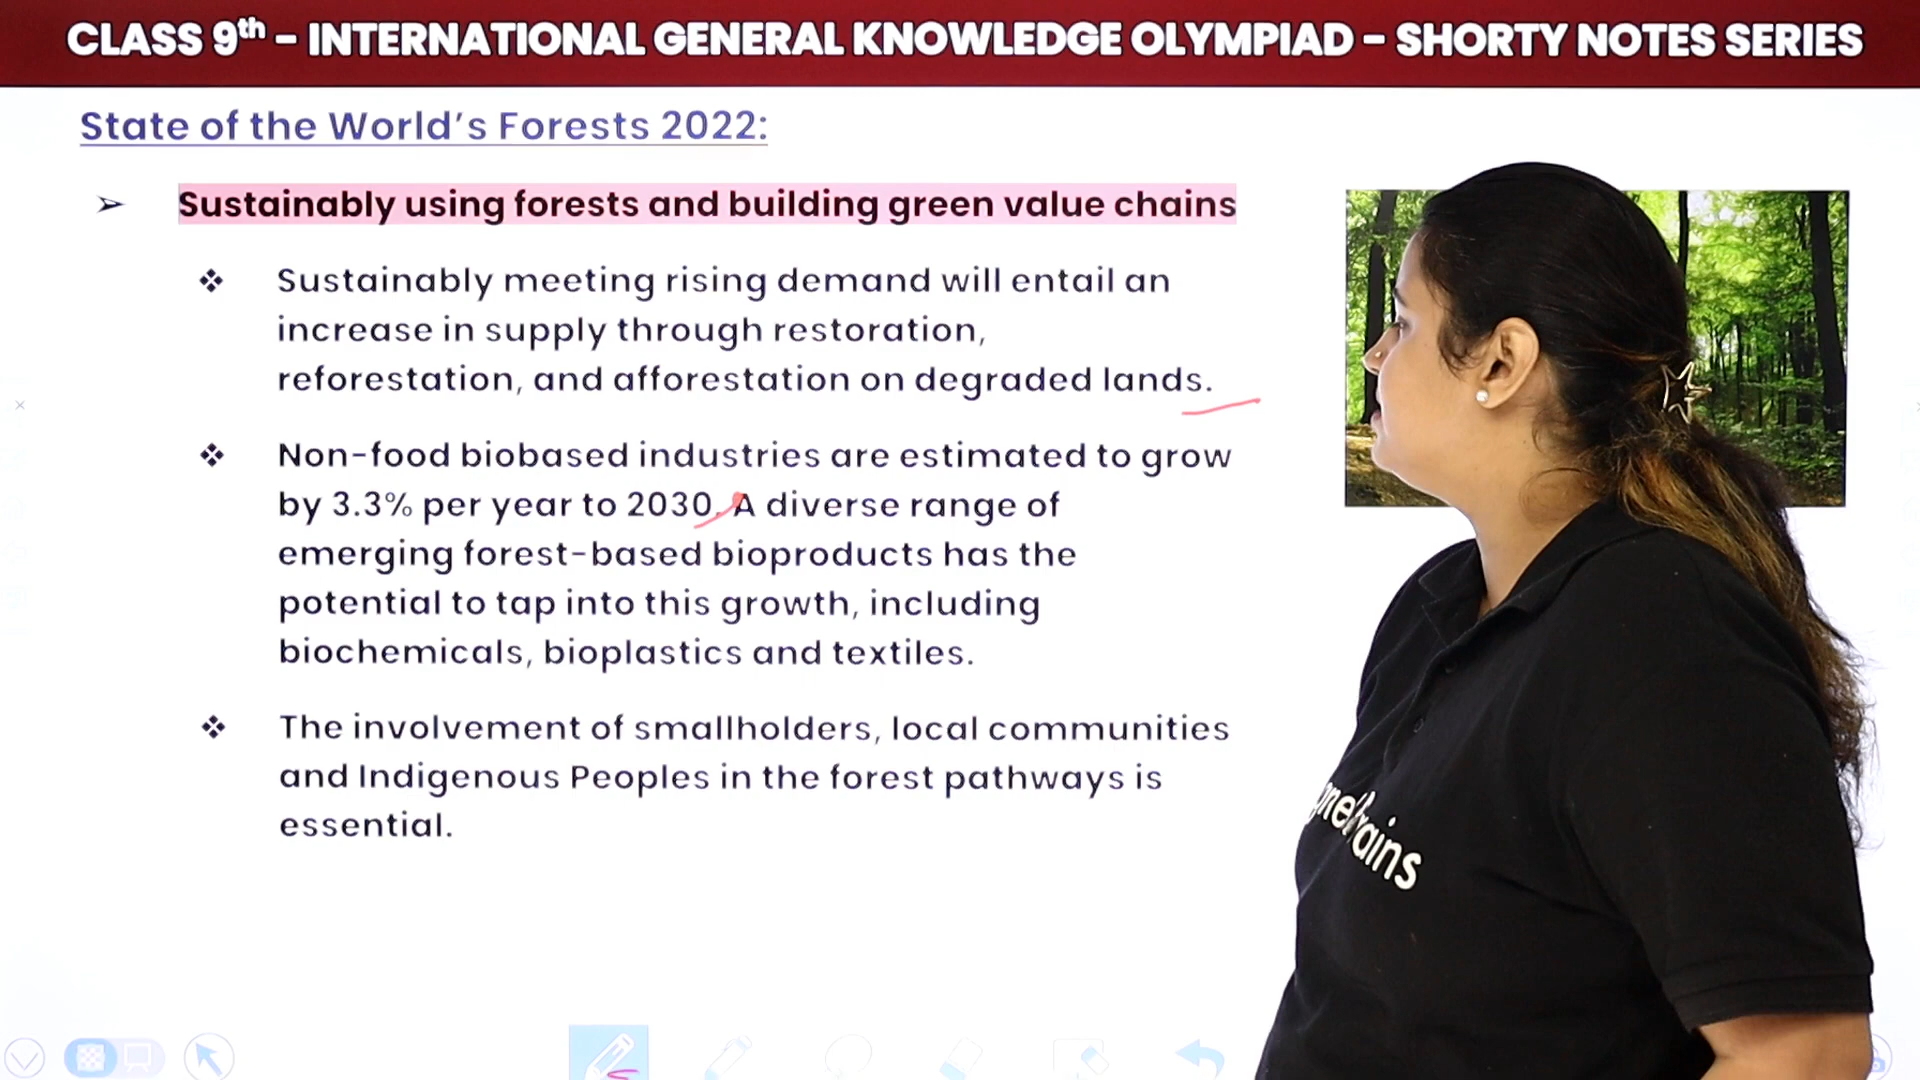 CLASS 9th - INTERNATIONAL GENERAL KNOWLEDGE OLYMPIAD - SHORTY NOTES SERIES
State of the World's Forests 2022:
➢ Sustainably using forests and building green value chains
❖ Sustainably meeting rising demand will entail an
increase in supply through restoration,
reforestation, and afforestation on degraded lands.
❖ Non-food biobased industries are estimated to grow
by 3.3% per year to 2030. A diverse range of
emerging forest-based bioproducts has the
potential to tap into this growth, including
biochemicals, bioplastics and textiles.
❖ The involvement of smallholders, local communities
and Indigenous Peoples in the forest pathways is
essential.